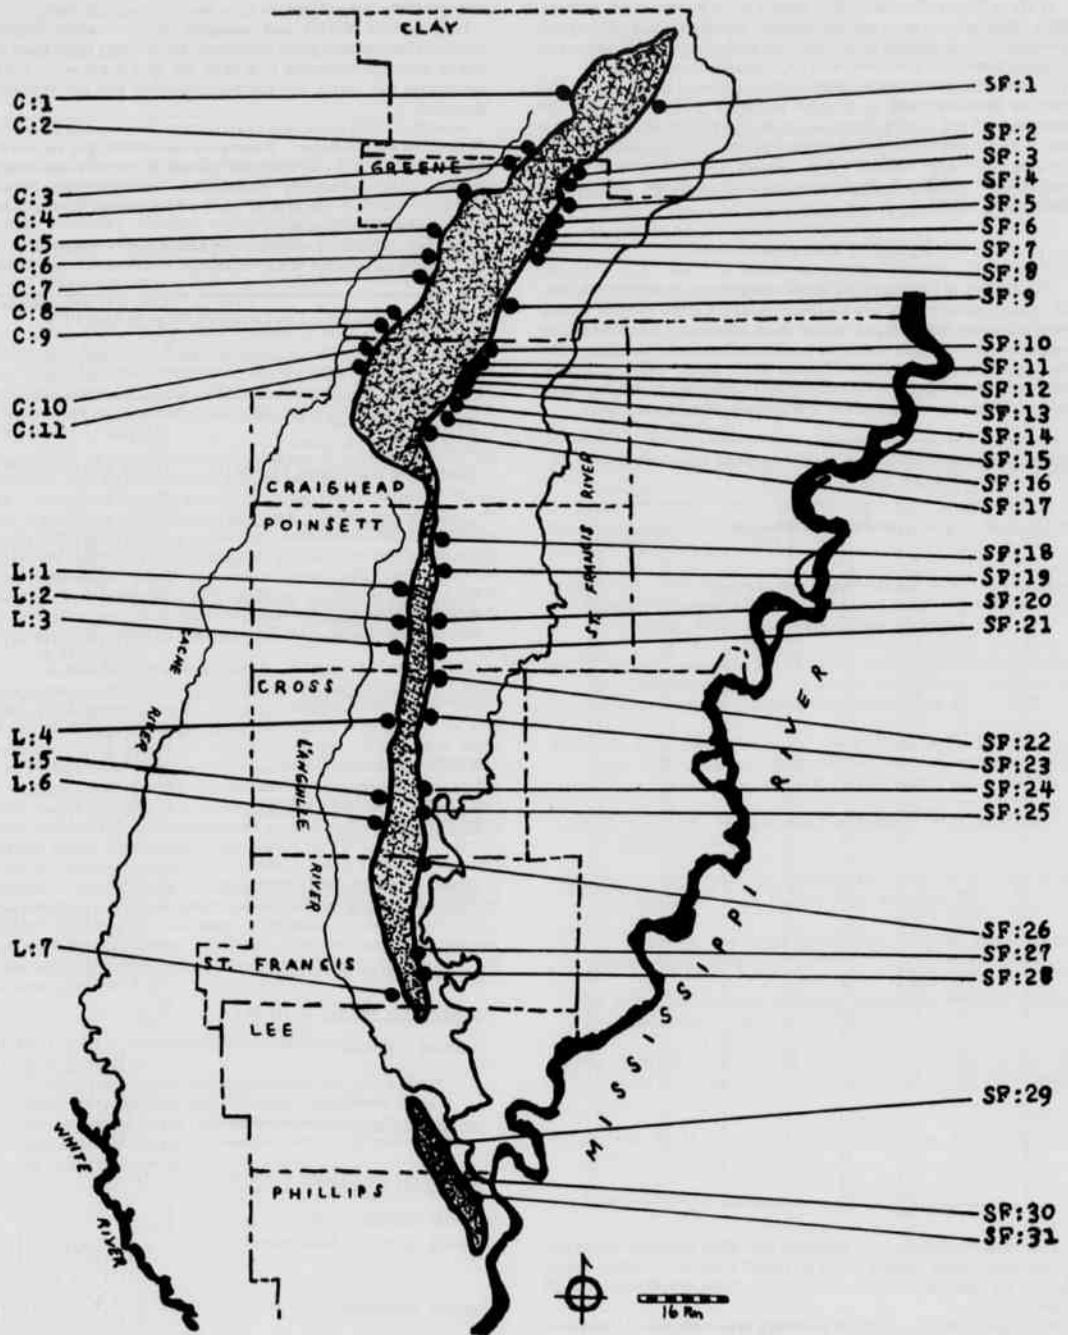 CLAY
C:1
C:2
GREENE
C:3
C:4
C:5
C:6
C:7
C:8
C:9
C:10
C:11
SF:1
SF:2
SF:3
SF:4
SF:5
SF:6
SF:7
SF:8
SF:9
SF:10
SF:11
SF:12
SF:13
SF:14
SF:15
SF:16
SF:17
CRAIGHEAD
POINSETT
ST. FRANCIS RIVER
SF:18
SF:19
SF:20
SF:21
L:1
L:2
L:3
CACHE RIVER
CROSS
L:4
L:5
L:6
L'ANGUILLE RIVER
SF:22
SF:23
SF:24
SF:25
MISSISSIPPI RIVER
SF:26
SF:27
SF:28
L:7
ST. FRANCIS
LEE
SF:29
WHITE RIVER
PHILLIPS
SF:30
SF:31
16 Km